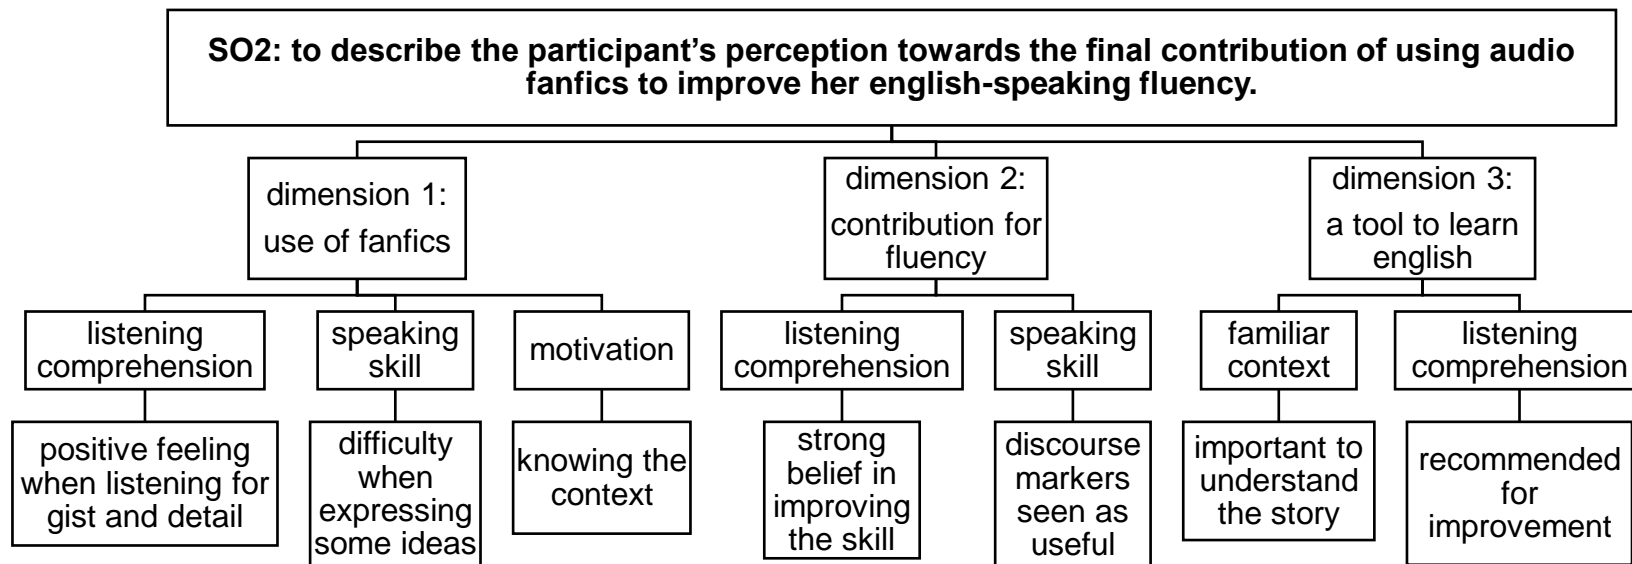 SO2: to describe the participant’s perception towards the final contribution of using audio
fanfics to improve her english-speaking fluency.
dimension 1:
use of fanfics
dimension 2:
contribution for
fluency
dimension 3:
a tool to learn
english
listening
comprehension
speaking
skill
motivation
listening
comprehension
speaking
skill
familiar
context
listening
comprehension
positive feeling
when listening for
gist and detail
difficulty
when
expressing
some ideas
knowing the
context
strong
belief in
improving
the skill
discourse
markers
seen as
useful
important to
understand
the story
recommended
for
improvement